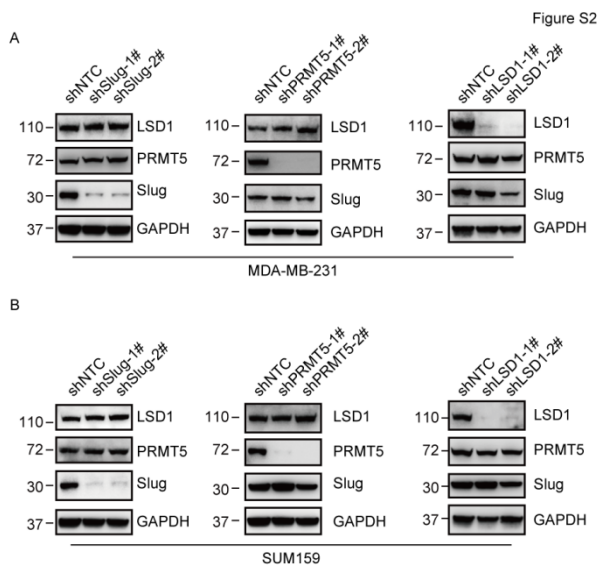 Figure S2
A
shNTC
shSlug-1#
shSlug-2#
110
LSD1
72
PRMT5
30
Slug
37
GAPDH
shNTC
shPRMT5-1#
shPRMT5-2#
110
LSD1
72
PRMT5
30
Slug
37
GAPDH
shNTC
shLSD1-1#
shLSD1-2#
110
LSD1
72
PRMT5
30
Slug
37
GAPDH
MDA-MB-231
B
shNTC
shSlug-1#
shSlug-2#
110
LSD1
72
PRMT5
30
Slug
37
GAPDH
shNTC
shPRMT5-1#
shPRMT5-2#
110
LSD1
72
PRMT5
30
Slug
37
GAPDH
shNTC
shLSD1-1#
shLSD1-2#
110
LSD1
72
PRMT5
30
Slug
37
GAPDH
SUM159